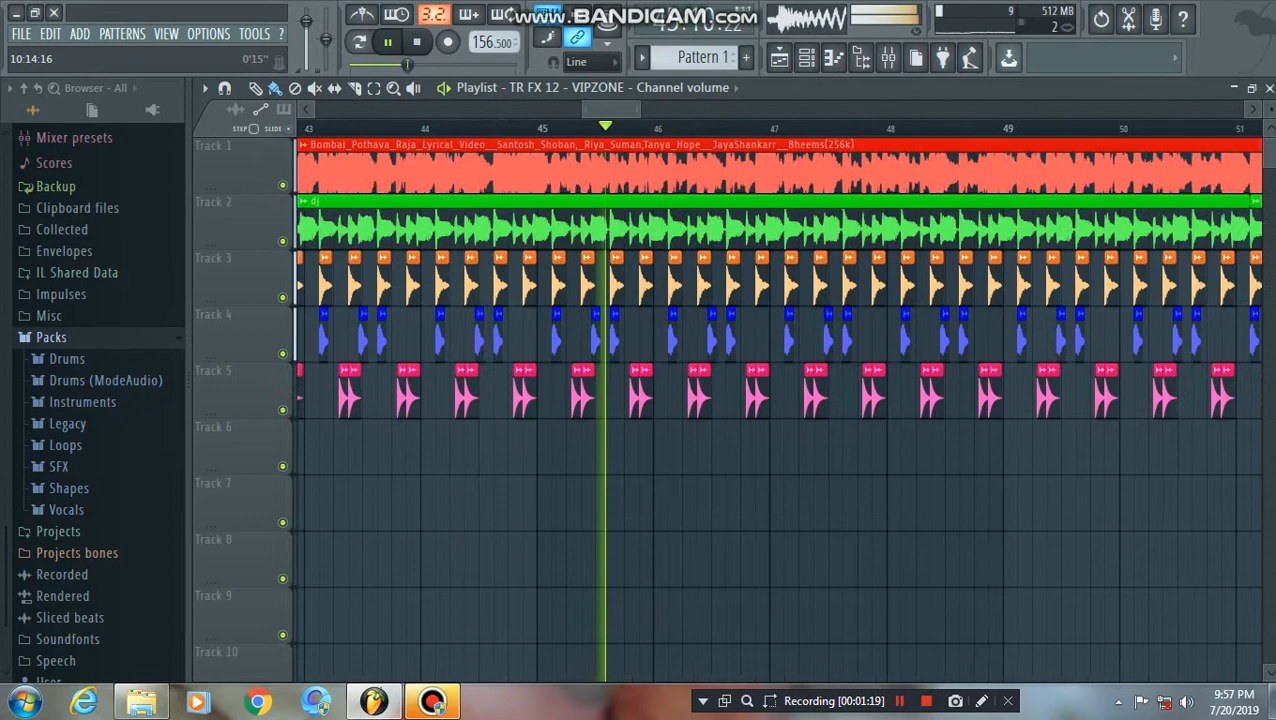 www.BANDICAM.com
FILE EDIT ADD PATTERNS VIEW OPTIONS TOOLS ?
10:14:16 0'15"
3.2
156.500
Line
Pattern 1
9 512 MB
2
Browser - All
Playlist - TR FX 12 - VIPZONE - Channel volume
STEP SLIDE
43 44 45 46 47 48 49 50 51
Mixer presets
Scores
Backup
Clipboard files
Collected
Envelopes
IL Shared Data
Impulses
Misc
Packs
Drums
Drums (ModeAudio)
Instruments
Legacy
Loops
SFX
Shapes
Vocals
Projects
Projects bones
Recorded
Rendered
Sliced beats
Soundfonts
Speech
Track 1
Bombai_Pothava_Raja_Lyrical_Video__Santosh_Shoban,_Riya_Suman,Tanya_Hope__JayaShankarr__Bheems(256k)
Track 2
dj
Track 3
Track 4
Track 5
Track 6
Track 7
Track 8
Track 9
Track 10
Recording [00:01:19]
9:57 PM
7/20/2019